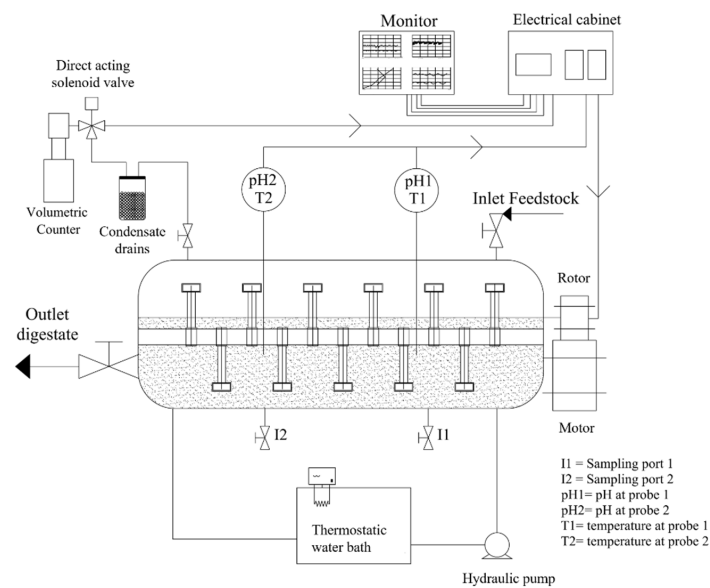 Monitor
Electrical cabinet
Direct acting
solenoid valve
pH2
T2
pH1
T1
Inlet Feedstock
Volumetric
Counter
Condensate
drains
Rotor
Outlet
digestate
Motor
I2
I1
I1 = Sampling port 1
I2 = Sampling port 2
pH1= pH at probe 1
pH2= pH at probe 2
T1= temperature at probe 1
T2= temperature at probe 2
Thermostatic
water bath
Hydraulic pump